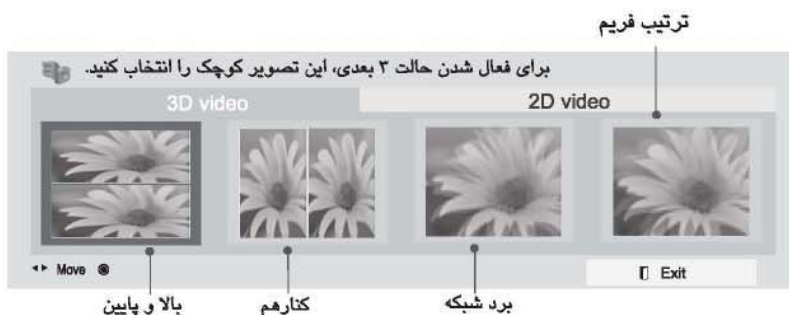 ترتیب فریم
برای فعال شدن حالت ۳ بعدی، این تصویر کوچک را انتخاب کنید.
3D video
2D video
Move
Exit
بالا و پایین
کنارهم
برد شبکه